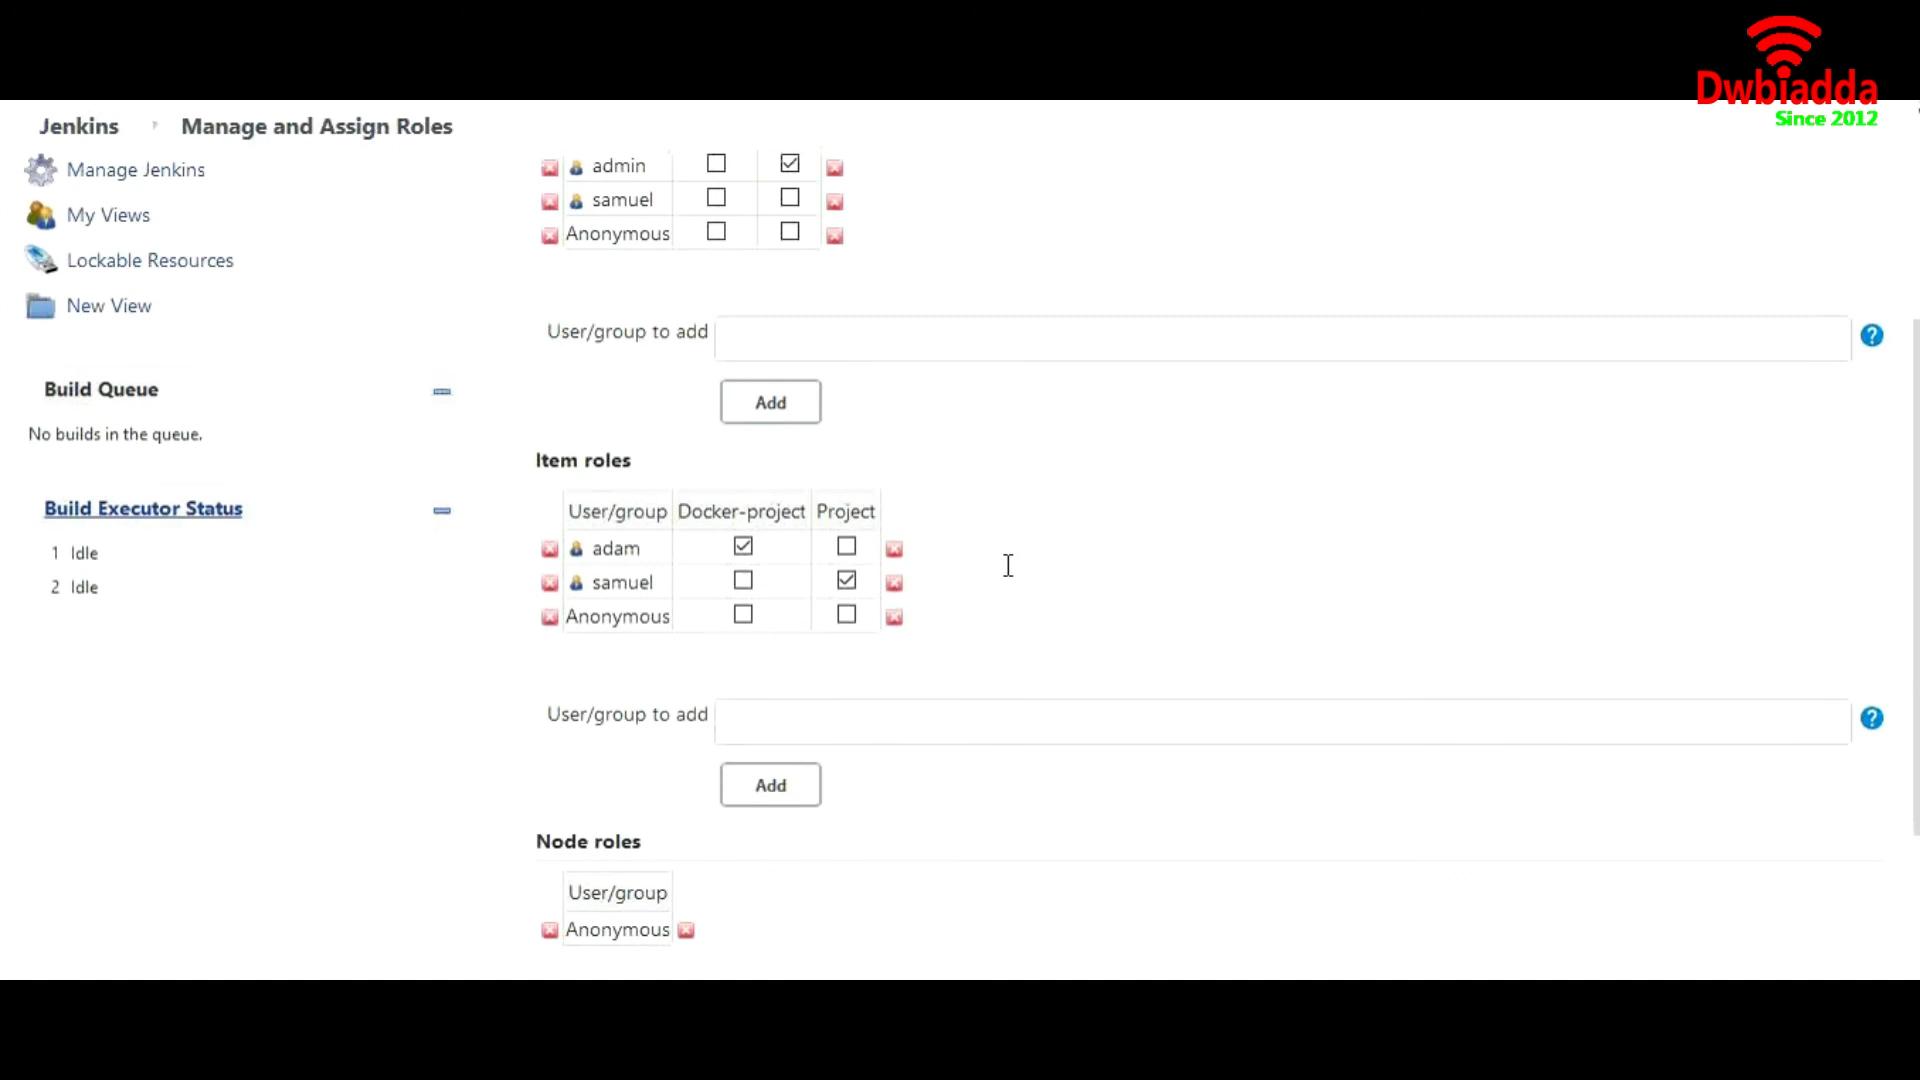 Dwbiadda
Since 2012
Jenkins Manage and Assign Roles
Manage Jenkins
My Views
Lockable Resources
New View
Build Queue
No builds in the queue.
Build Executor Status
1 Idle
2 Idle
admin
samuel
Anonymous
User/group to add
Add
Item roles
User/group Docker-project Project
adam
samuel
Anonymous
User/group to add
Add
Node roles
User/group
Anonymous